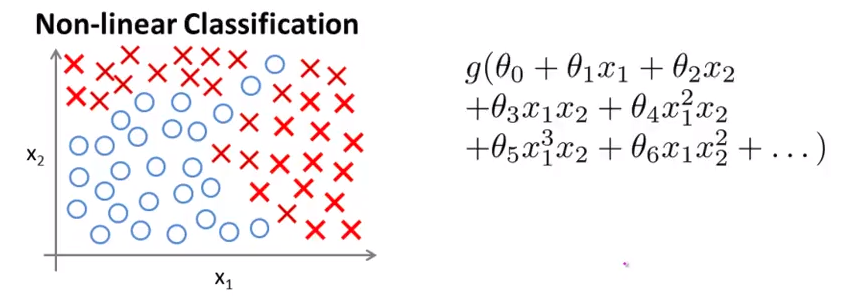 Non-linear Classification
x₂
x₁
g(θ₀ + θ₁x₁ + θ₂x₂
+θ₃x₁x₂ + θ₄x₁²x₂
+θ₅x₁³x₂ + θ₆x₁x₂² + ... )